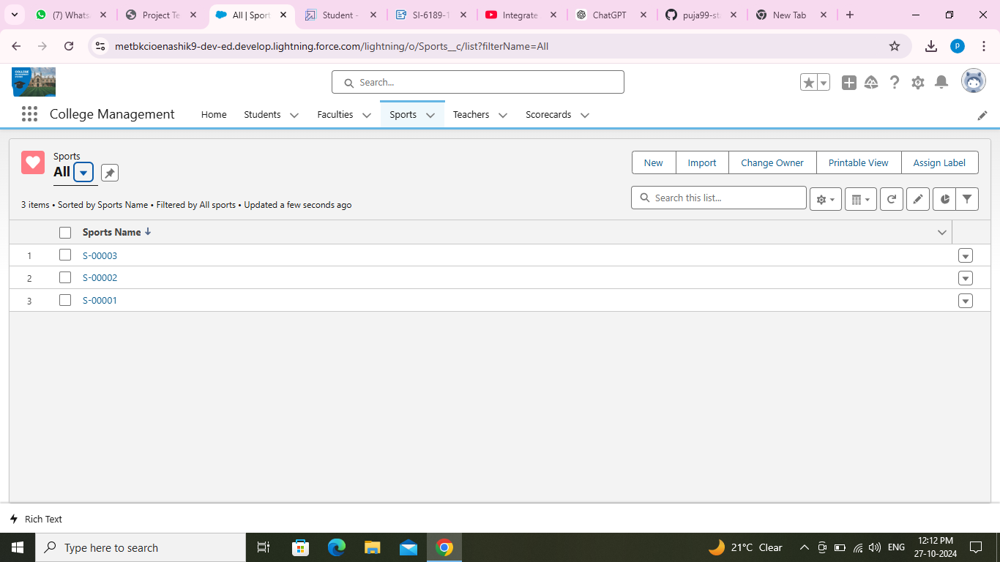 (7) Whats
Project Te
All | Sport
Student -
SI-6189-1
Integrate
ChatGPT
puja99-st
New Tab
metbkcioenashik9-dev-ed.develop.lightning.force.com/lightning/o/Sports__c/list?filterName=All
P
COLLEGE
MANAGEMENT
SYSTEM
Search...
College Management
Home
Students
Faculties
Sports
Teachers
Scorecards
Sports
All
New
Import
Change Owner
Printable View
Assign Label
3 items • Sorted by Sports Name • Filtered by All sports • Updated a few seconds ago
Search this list...
Sports Name
1 S-00003
2 S-00002
3 S-00001
Rich Text
Type here to search
21°C Clear
ENG
12:12 PM
27-10-2024